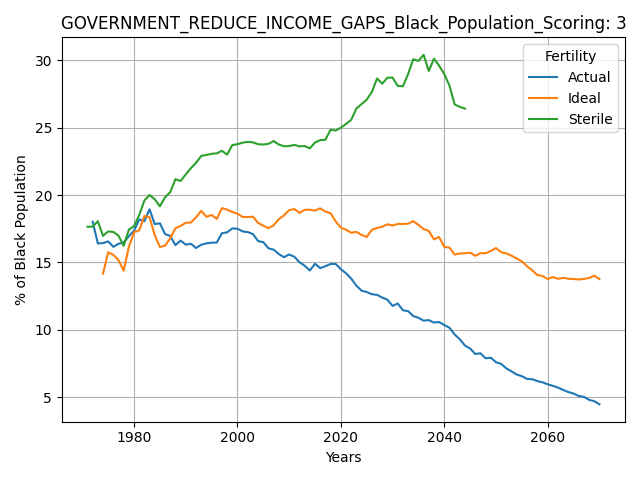 GOVERNMENT_REDUCE_INCOME_GAPS_Black_Population_Scoring: 3
Fertility
Actual
Ideal
Sterile
% of Black Population
30
25
20
15
10
5
1980 2000 2020 2040 2060
Years